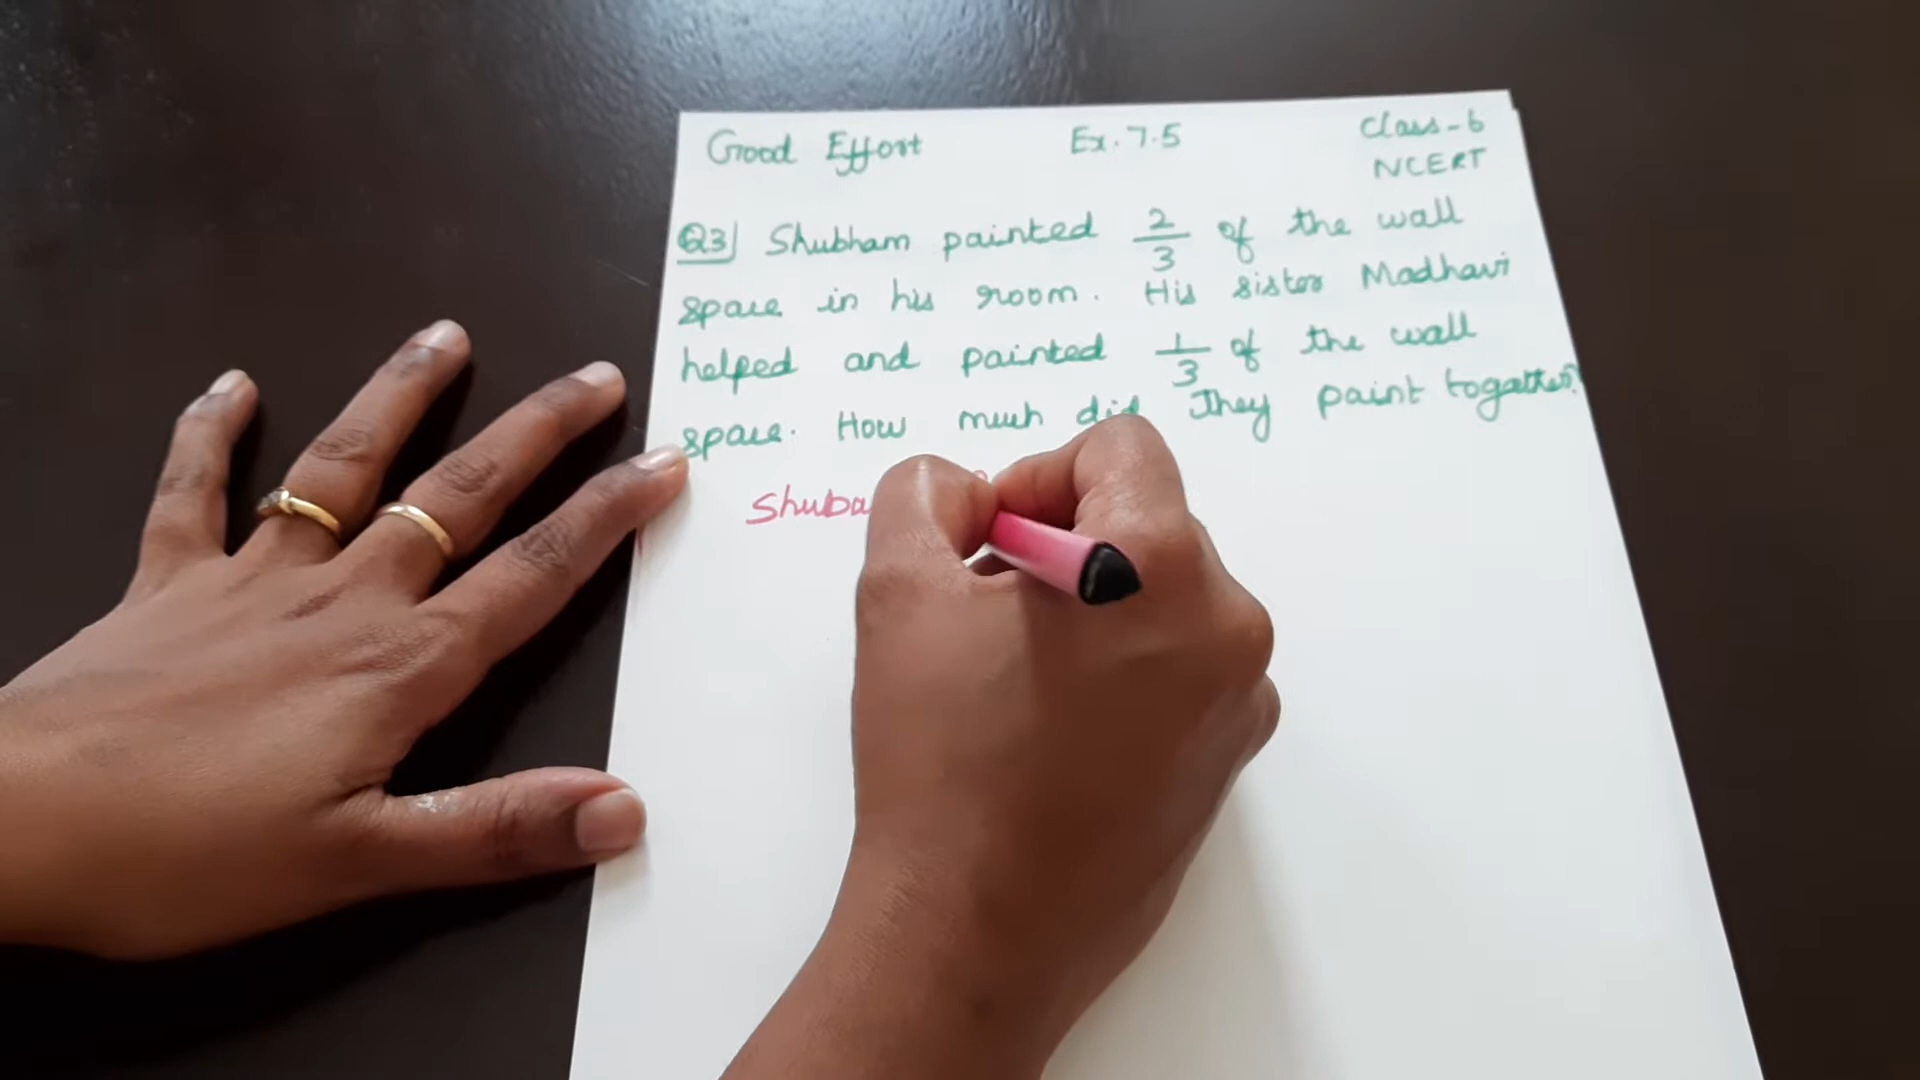 Good Effort Ex. 7.5 Class-6
NCERT
Q3 Shubham painted 2/3 of the wall
space in his room. His sister Madhavi
helped and painted 1/3 of the wall
space. How much did They paint togather?
Shuba